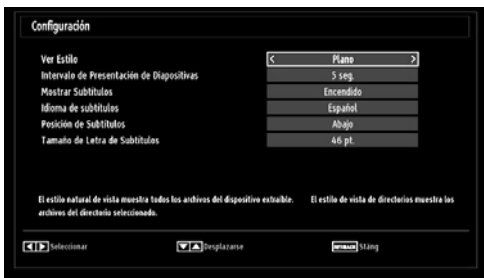 Configuración
Ver Estilo < Plano >
Intervalo de Presentación de Diapositivas 5 seg.
Mostrar Subtítulos Encendido
Idioma de subtítulos Español
Posición de Subtítulos Abajo
Tamaño de Letra de Subtítulos 46 pt.
El estilo natural de vista muestra todos los archivos del dispositivo extraíble. El estilo de vista de directorios muestra los
archivos del directorio seleccionado.
Seleccionar Desplazarse Stäng